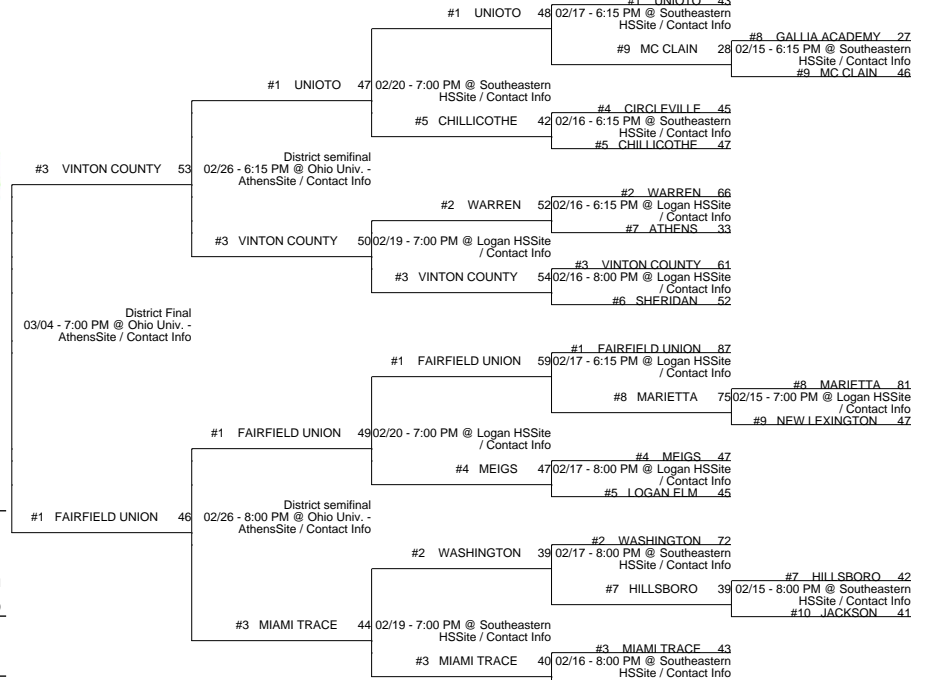 #1 UNIOTO 43
#1 UNIOTO 48 02/17 - 6:15 PM @ Southeastern
HSSite / Contact Info
#8 GALLIA ACADEMY 27
#9 MC CLAIN 28 02/15 - 6:15 PM @ Southeastern
HSSite / Contact Info
#9 MC CLAIN 46
#1 UNIOTO 47 02/20 - 7:00 PM @ Southeastern
HSSite / Contact Info
#4 CIRCLEVILLE 45
#5 CHILLICOTHE 42 02/16 - 6:15 PM @ Southeastern
HSSite / Contact Info
#5 CHILLICOTHE 47
District semifinal
#3 VINTON COUNTY 53 02/26 - 6:15 PM @ Ohio Univ. -
AthensSite / Contact Info
#2 WARREN 66
#2 WARREN 52 02/16 - 6:15 PM @ Logan HSSite
/ Contact Info
#7 ATHENS 33
#3 VINTON COUNTY 50 02/19 - 7:00 PM @ Logan HSSite
/ Contact Info
#3 VINTON COUNTY 61
#3 VINTON COUNTY 54 02/16 - 8:00 PM @ Logan HSSite
/ Contact Info
#6 SHERIDAN 52
District Final
03/04 - 7:00 PM @ Ohio Univ. -
AthensSite / Contact Info
#1 FAIRFIELD UNION 87
#1 FAIRFIELD UNION 59 02/17 - 6:15 PM @ Logan HSSite
/ Contact Info
#8 MARIETTA 81
#8 MARIETTA 75 02/15 - 7:00 PM @ Logan HSSite
/ Contact Info
#9 NEW LEXINGTON 47
#1 FAIRFIELD UNION 49 02/20 - 7:00 PM @ Logan HSSite
/ Contact Info
#4 MEIGS 47
#4 MEIGS 47 02/17 - 8:00 PM @ Logan HSSite
/ Contact Info
#5 LOGAN ELM 45
District semifinal
#1 FAIRFIELD UNION 46 02/26 - 8:00 PM @ Ohio Univ. -
AthensSite / Contact Info
#2 WASHINGTON 72
#2 WASHINGTON 39 02/17 - 8:00 PM @ Southeastern
HSSite / Contact Info
#7 HILLSBORO 42
#7 HILLSBORO 39 02/15 - 8:00 PM @ Southeastern
HSSite / Contact Info
#10 JACKSON 41
#3 MIAMI TRACE 44 02/19 - 7:00 PM @ Southeastern
HSSite / Contact Info
#3 MIAMI TRACE 43
#3 MIAMI TRACE 40 02/16 - 8:00 PM @ Southeastern
HSSite / Contact Info